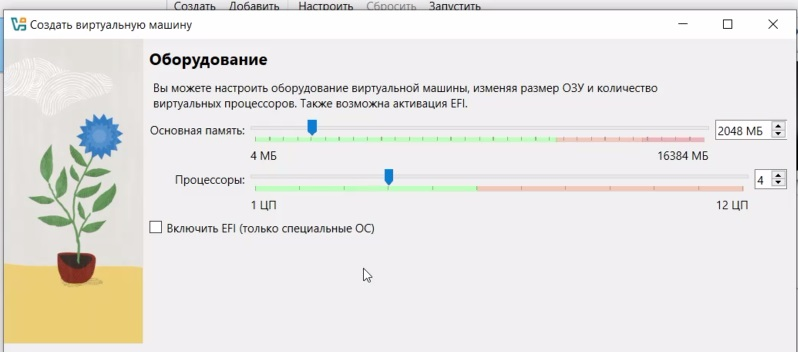 Создать Добавить Настроить Сбросить Запустить
Создать виртуальную машину
Оборудование
Вы можете настроить оборудование виртуальной машины, изменяя размер ОЗУ и количество
виртуальных процессоров. Также возможна активация EFI.
Основная память: 2048 МБ
4 МБ 16384 МБ
Процессоры: 4
1 ЦП 12 ЦП
Включить EFI (только специальные ОС)